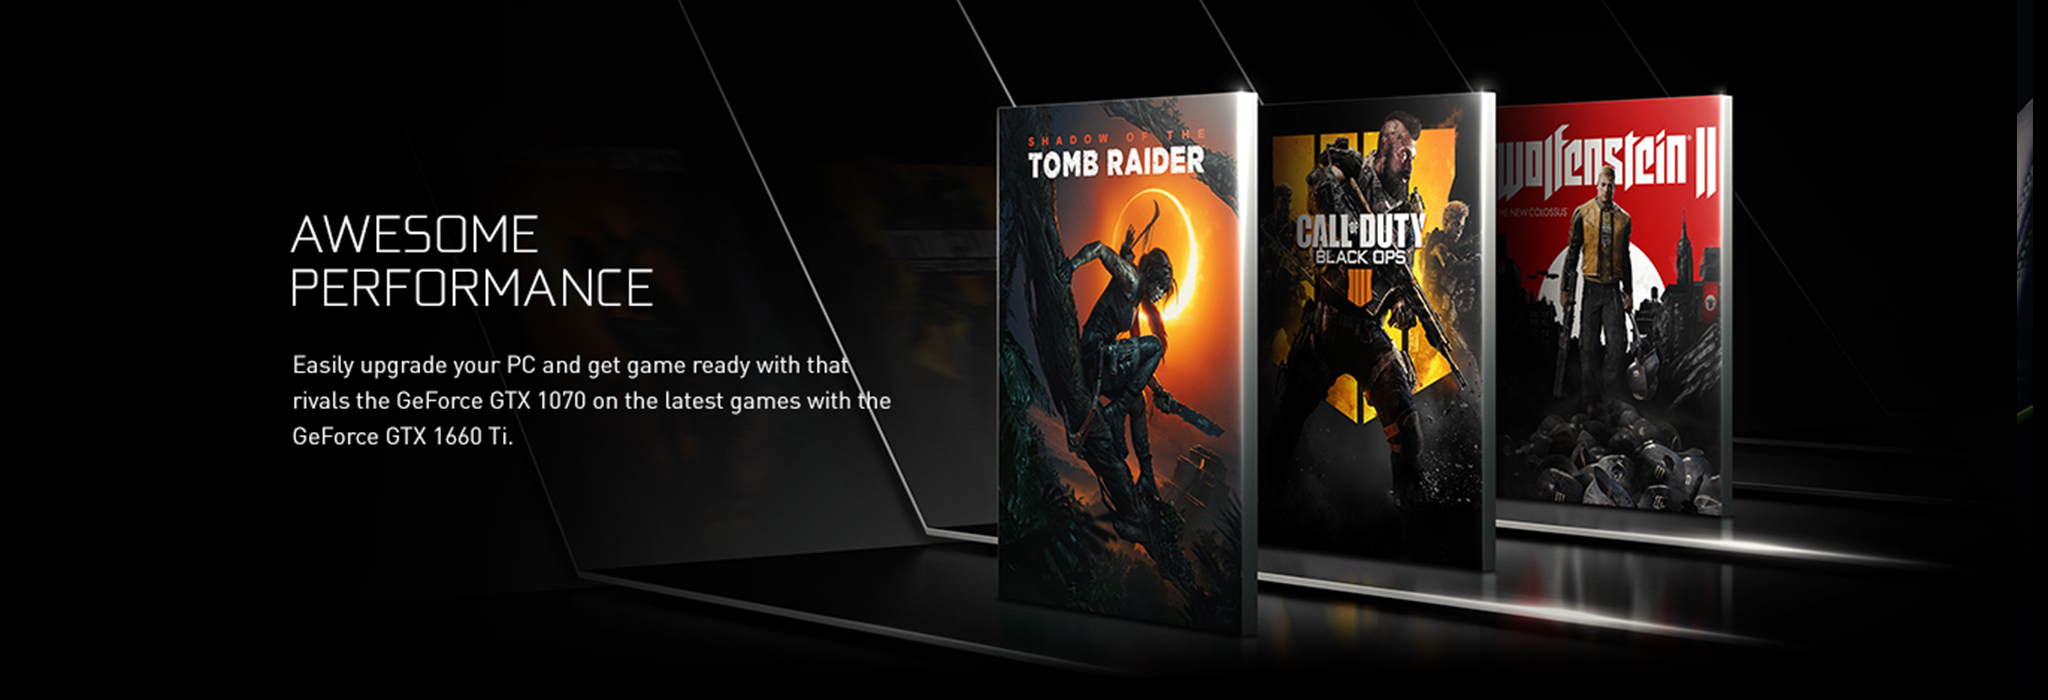 AWESOME
PERFORMANCE
Easily upgrade your PC and get game ready with that
rivals the GeForce GTX 1070 on the latest games with the
GeForce GTX 1660 Ti.
SHADOW OF THE
TOMB RAIDER
CALL OF DUTY
BLACK OPS
Wolfenstein II
THE NEW COLOSSUS